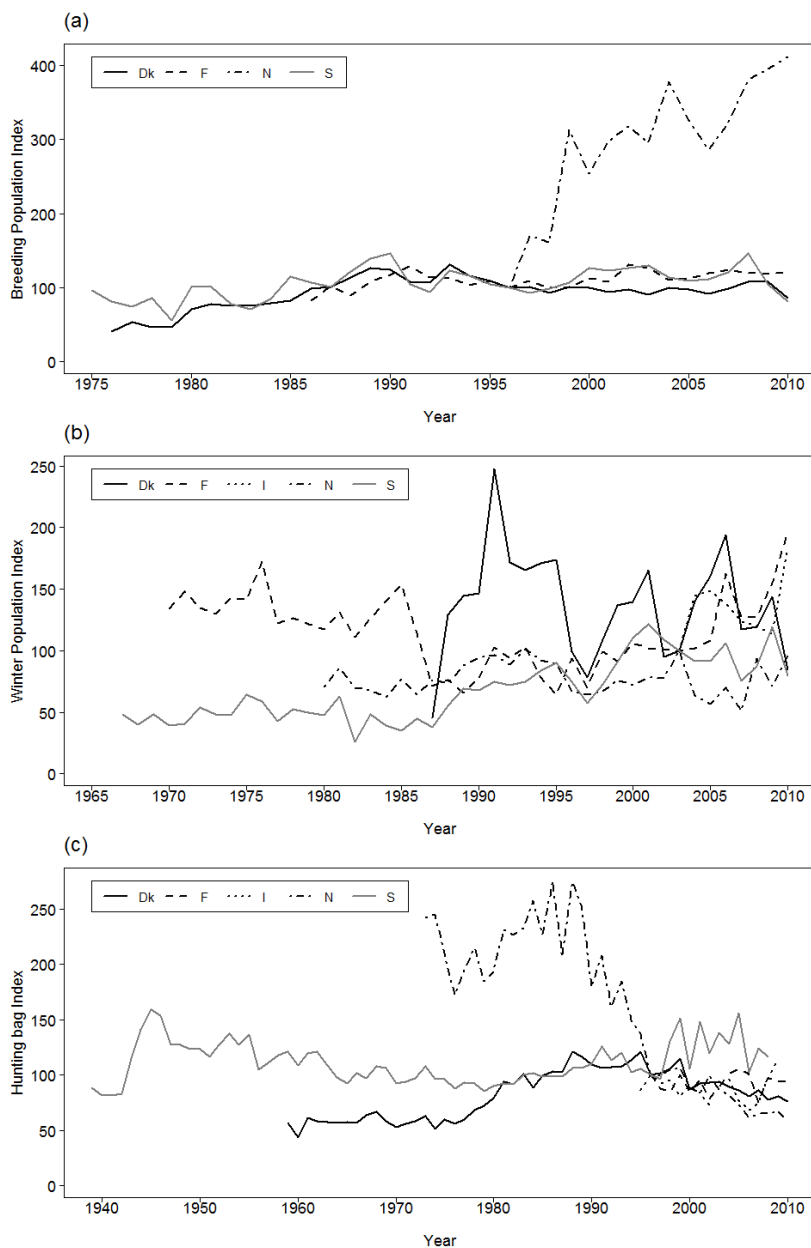 (a)
Dk F N S
400
300
200
100
0
Breeding Population Index
1975 1980 1985 1990 1995 2000 2005 2010
Year
(b)
Dk F I N S
250
200
150
100
50
0
Winter Population Index
1965 1970 1975 1980 1985 1990 1995 2000 2005 2010
Year
(c)
Dk F I N S
250
200
150
100
50
0
Hunting bag Index
1940 1950 1960 1970 1980 1990 2000 2010
Year